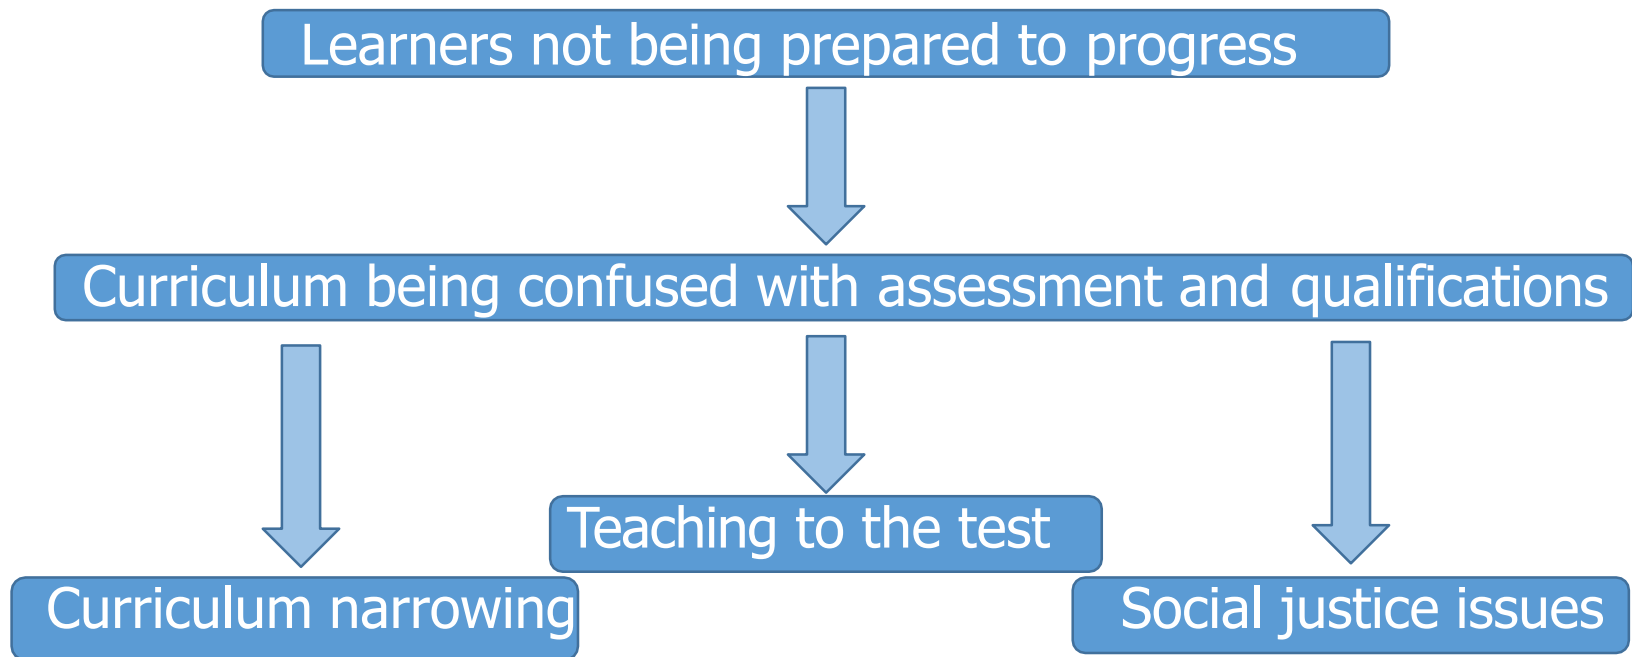 Learners not being prepared to progress
Curriculum being confused with assessment and qualifications
Teaching to the test
Curriculum narrowing
Social justice issues